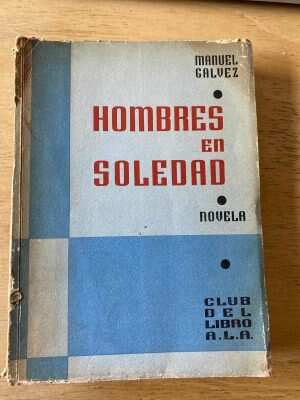 MANUEL
GALVEZ
HOMBRES
en
SOLEDAD
NOVELA
CLUB
DEL
LIBRO
A.L.A.